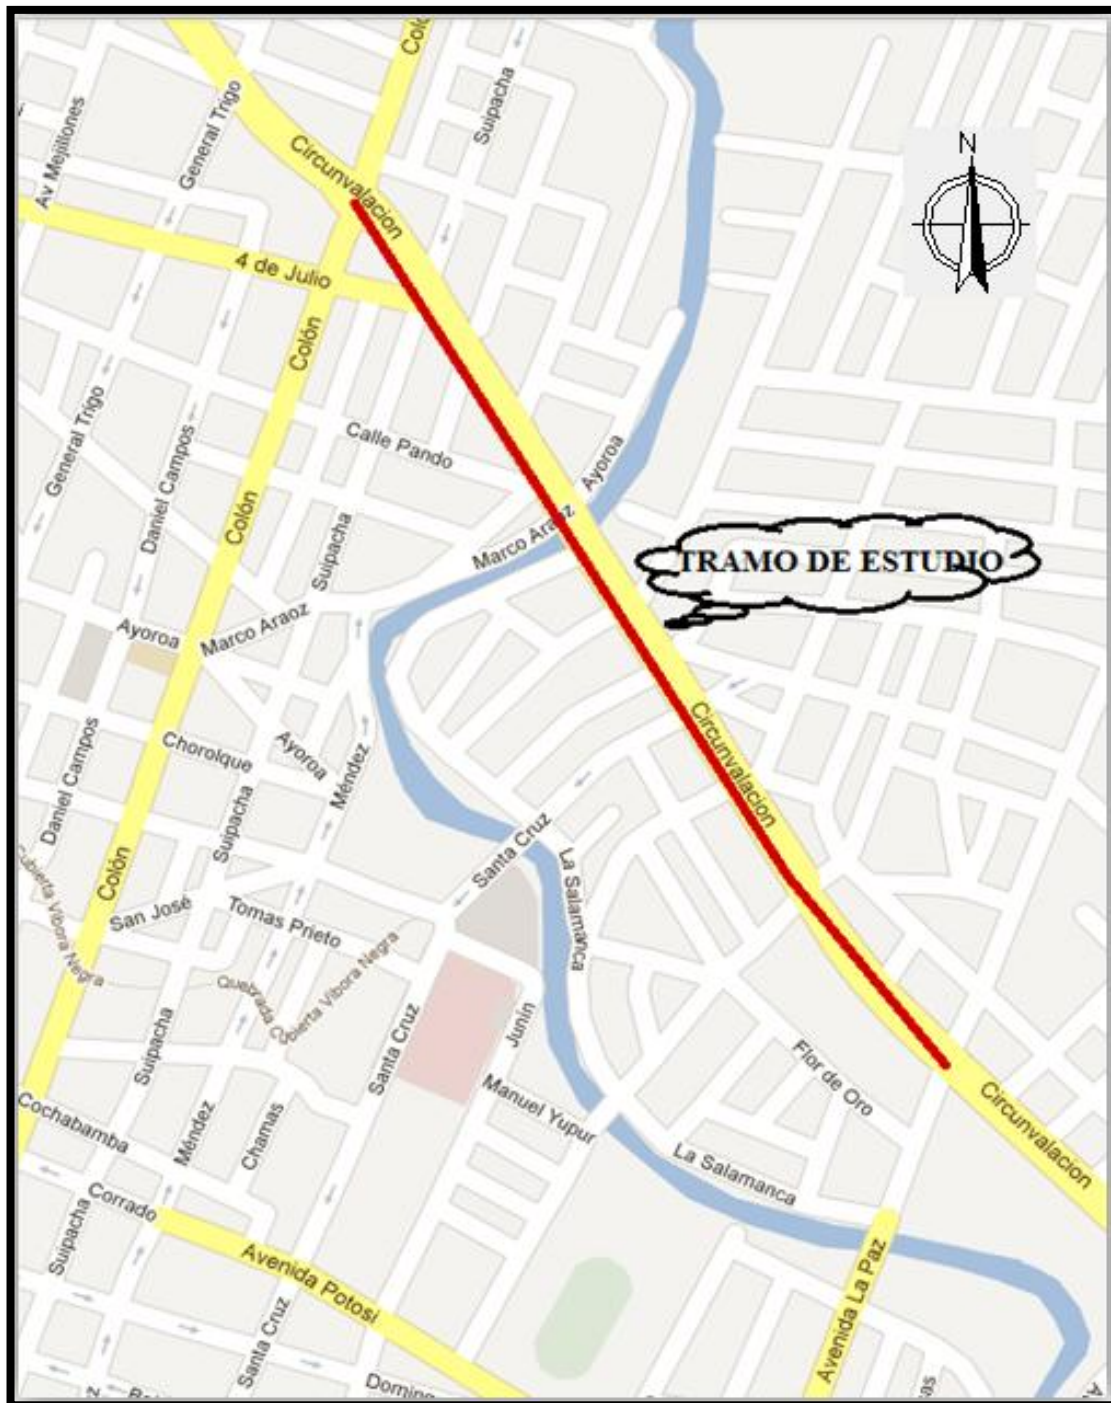 Colón
General Trigo
Suipacha
Av Mejillones
Circunvalacion
N
4 de Julio
Colón
General Trigo
Calle Pando
Ayoroa
Daniel Campos
Colón
Marco Araoz
Suipacha
TRAMO DE ESTUDIO
Ayoroa
Marco Araoz
Chorolque
Ayoroa
Méndez
Daniel Campos
Suipacha
Circunvalacion
Santa Cruz
Colón
La Salamanca
San José
Tomas Prieto
Cubierta Vibora Negra
Quebrada Cubierta Vibora Negra
Suipacha
Santa Cruz
Junín
Flor de Oro
Manuel Yupur
Circunvalacion
Cochabamba
Méndez
Chamas
La Salamanca
Corrado
Suipacha
Avenida Potosí
Avenida La Paz
Santa Cruz
Doming